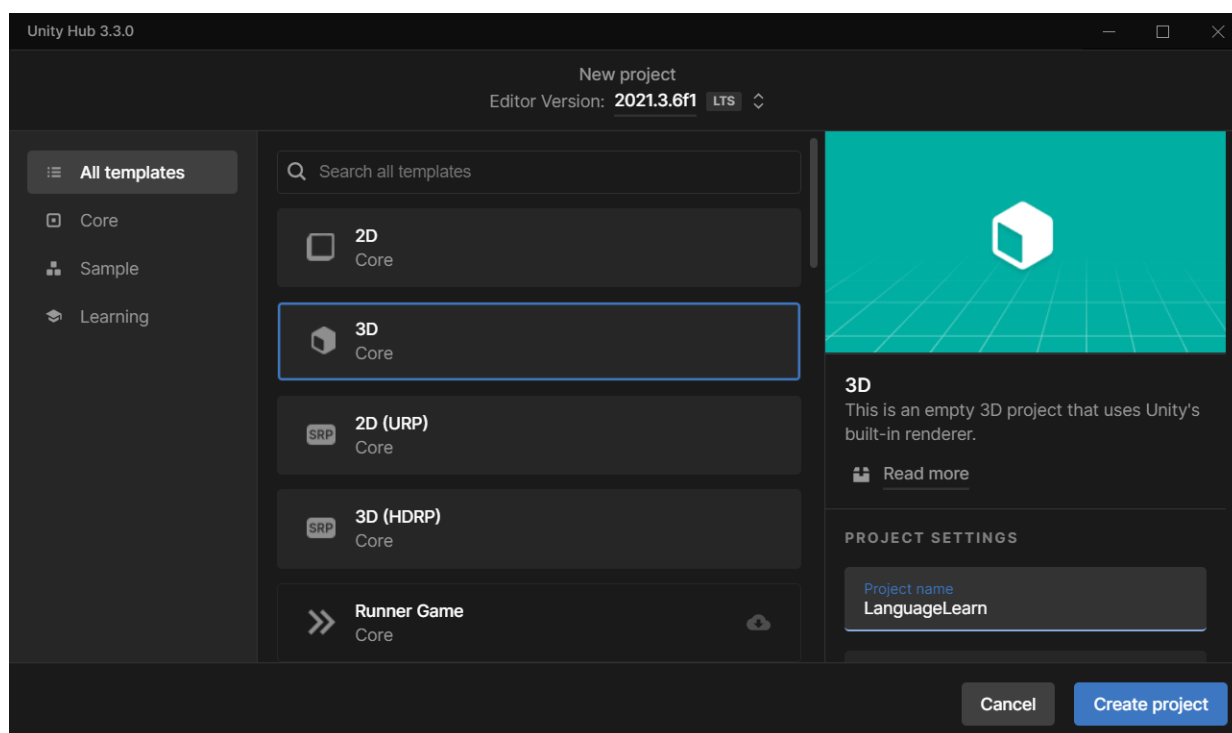 Unity Hub 3.3.0
New project
Editor Version: 2021.3.6f1 LTS
All templates
Core
Sample
Learning
Search all templates
2D
Core
3D
Core
SRP
2D (URP)
Core
SRP
3D (HDRP)
Core
Runner Game
Core
3D
This is an empty 3D project that uses Unity's
built-in renderer.
Read more
PROJECT SETTINGS
Project name
LanguageLearn
Cancel
Create project